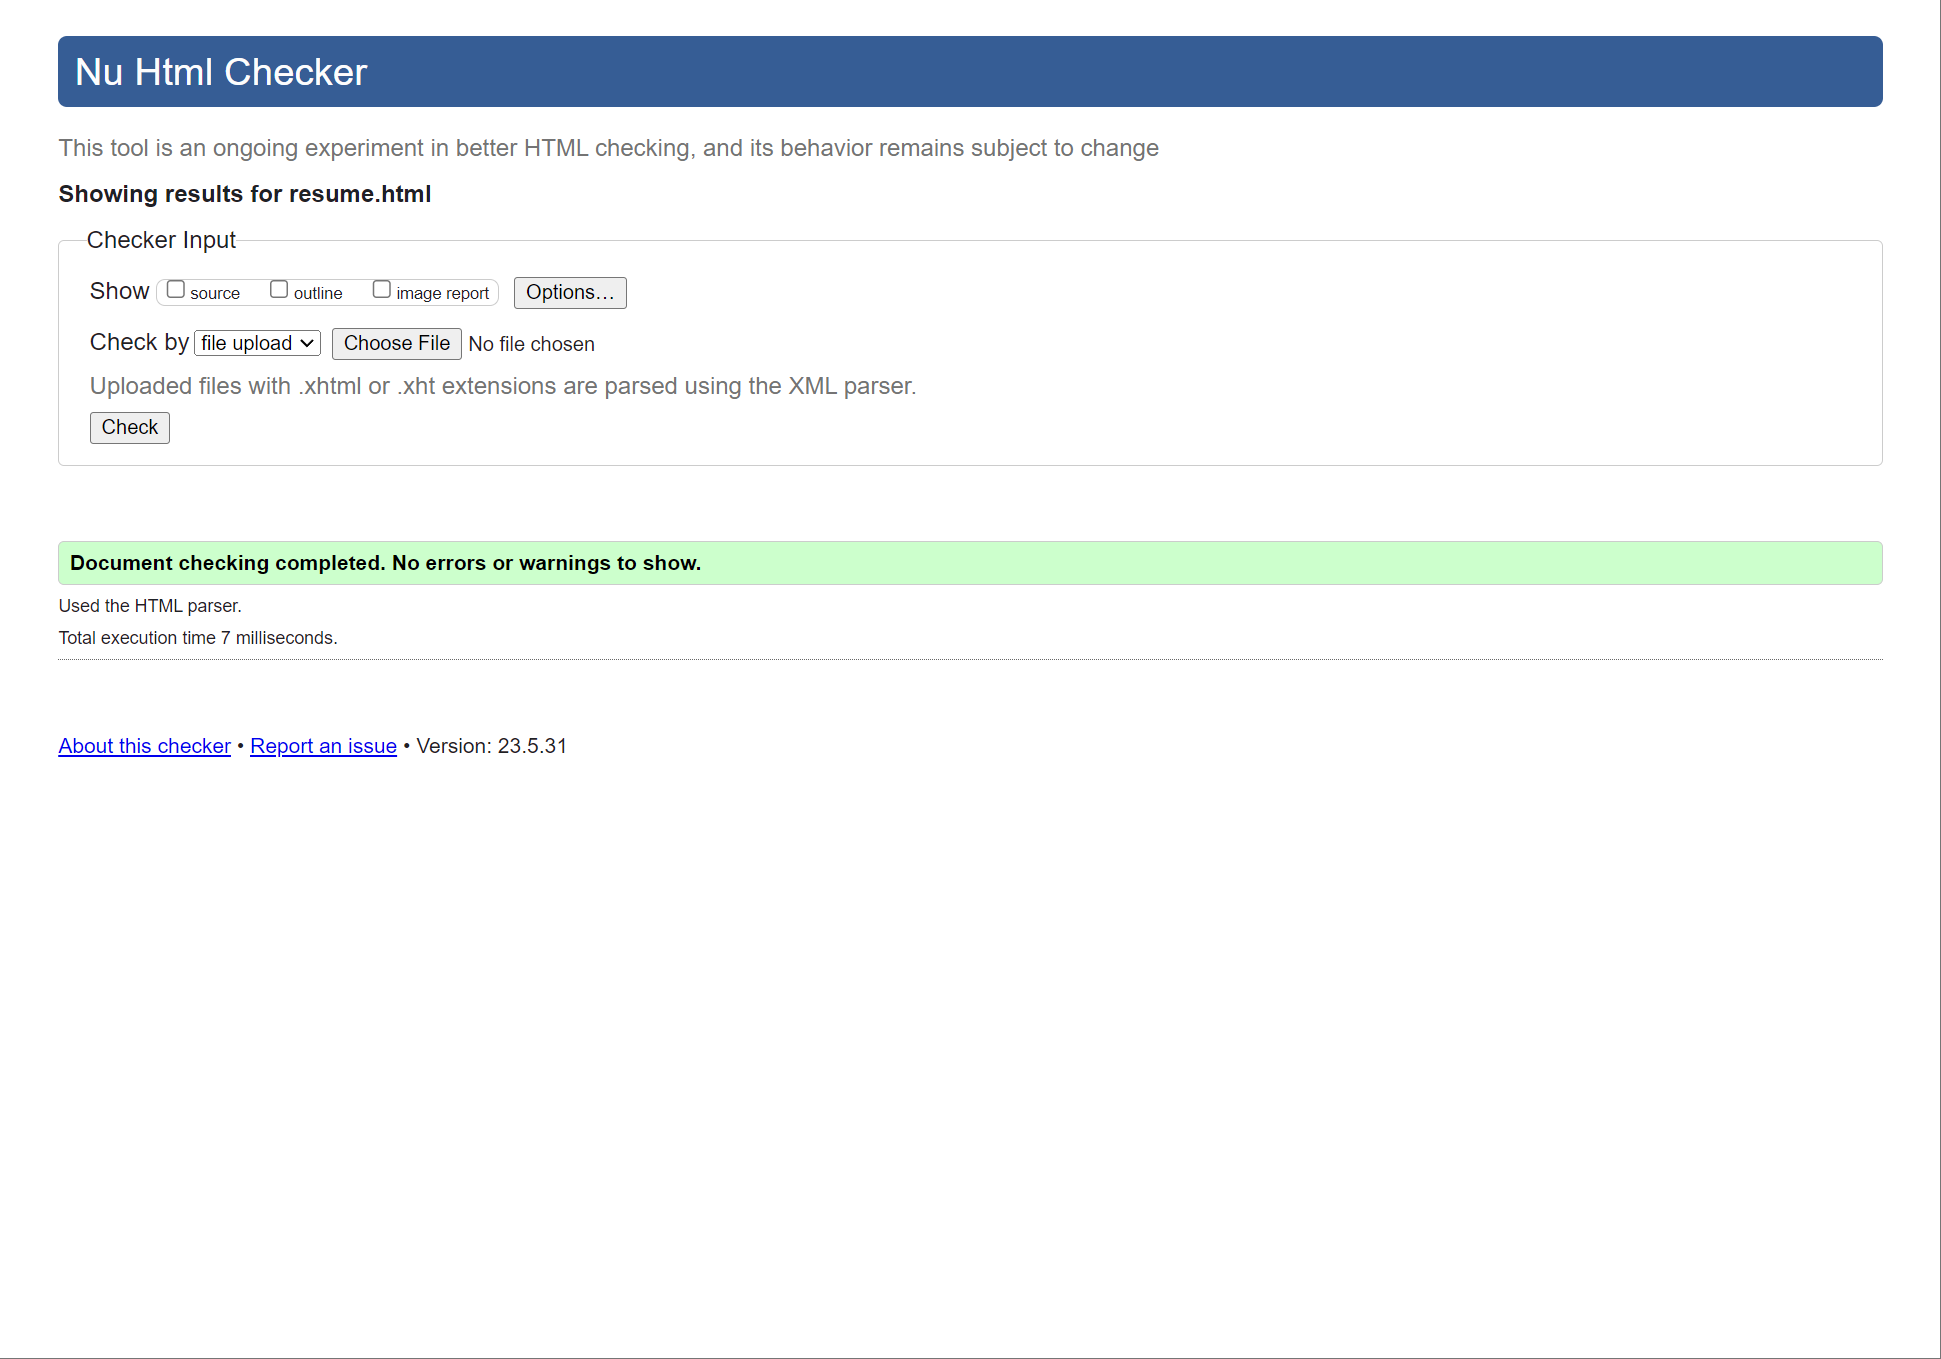 Nu Html Checker
This tool is an ongoing experiment in better HTML checking, and its behavior remains subject to change
Showing results for resume.html
Checker Input
Show source outline image report Options…
Check by file upload Choose File No file chosen
Uploaded files with .xhtml or .xht extensions are parsed using the XML parser.
Check
Document checking completed. No errors or warnings to show.
Used the HTML parser.
Total execution time 7 milliseconds.
About this checker • Report an issue • Version: 23.5.31